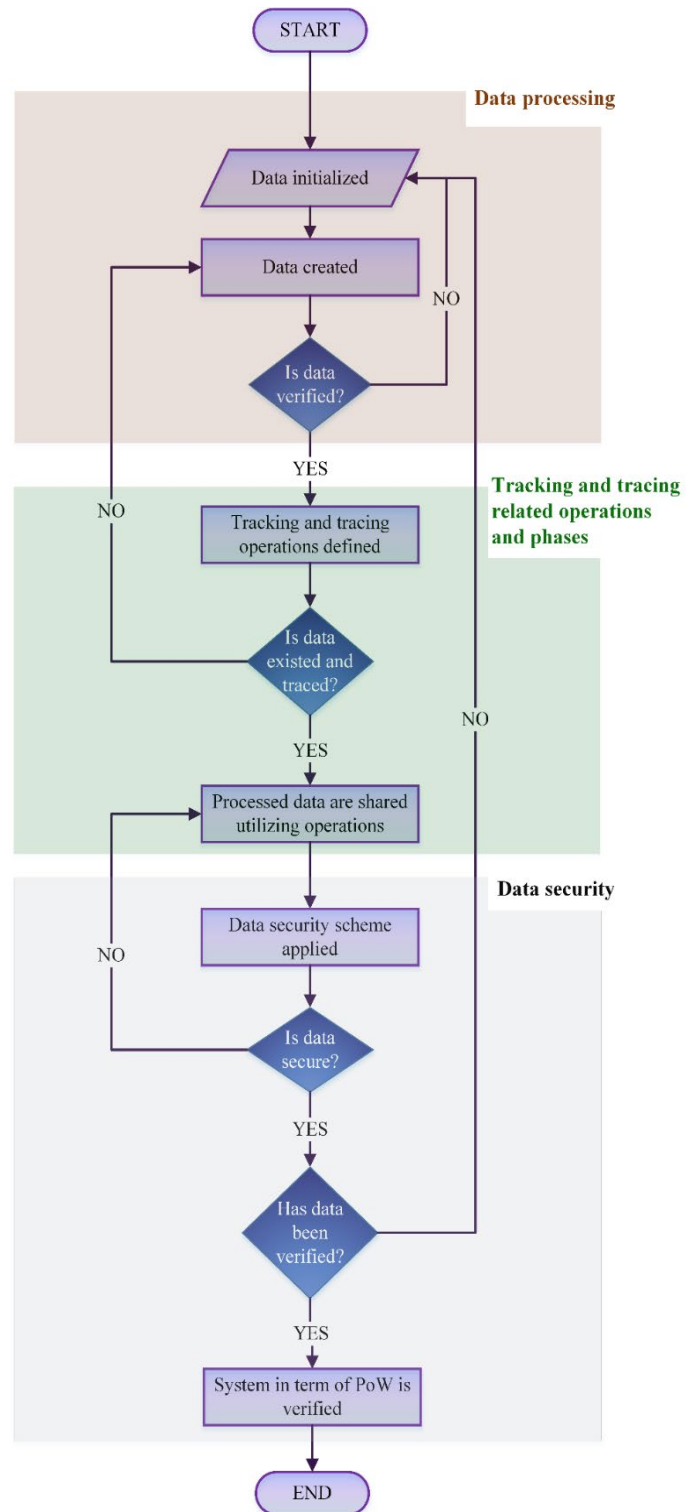 START
Data processing
Data initialized
Data created
NO
Is data
verified?
YES
Tracking and tracing
related operations
and phases
NO
Tracking and tracing
operations defined
Is data
existed and
traced?
NO
YES
Processed data are shared
utilizing operations
Data security
Data security scheme
applied
NO
Is data
secure?
YES
Has data
been
verified?
YES
System in term of PoW is
verified
END